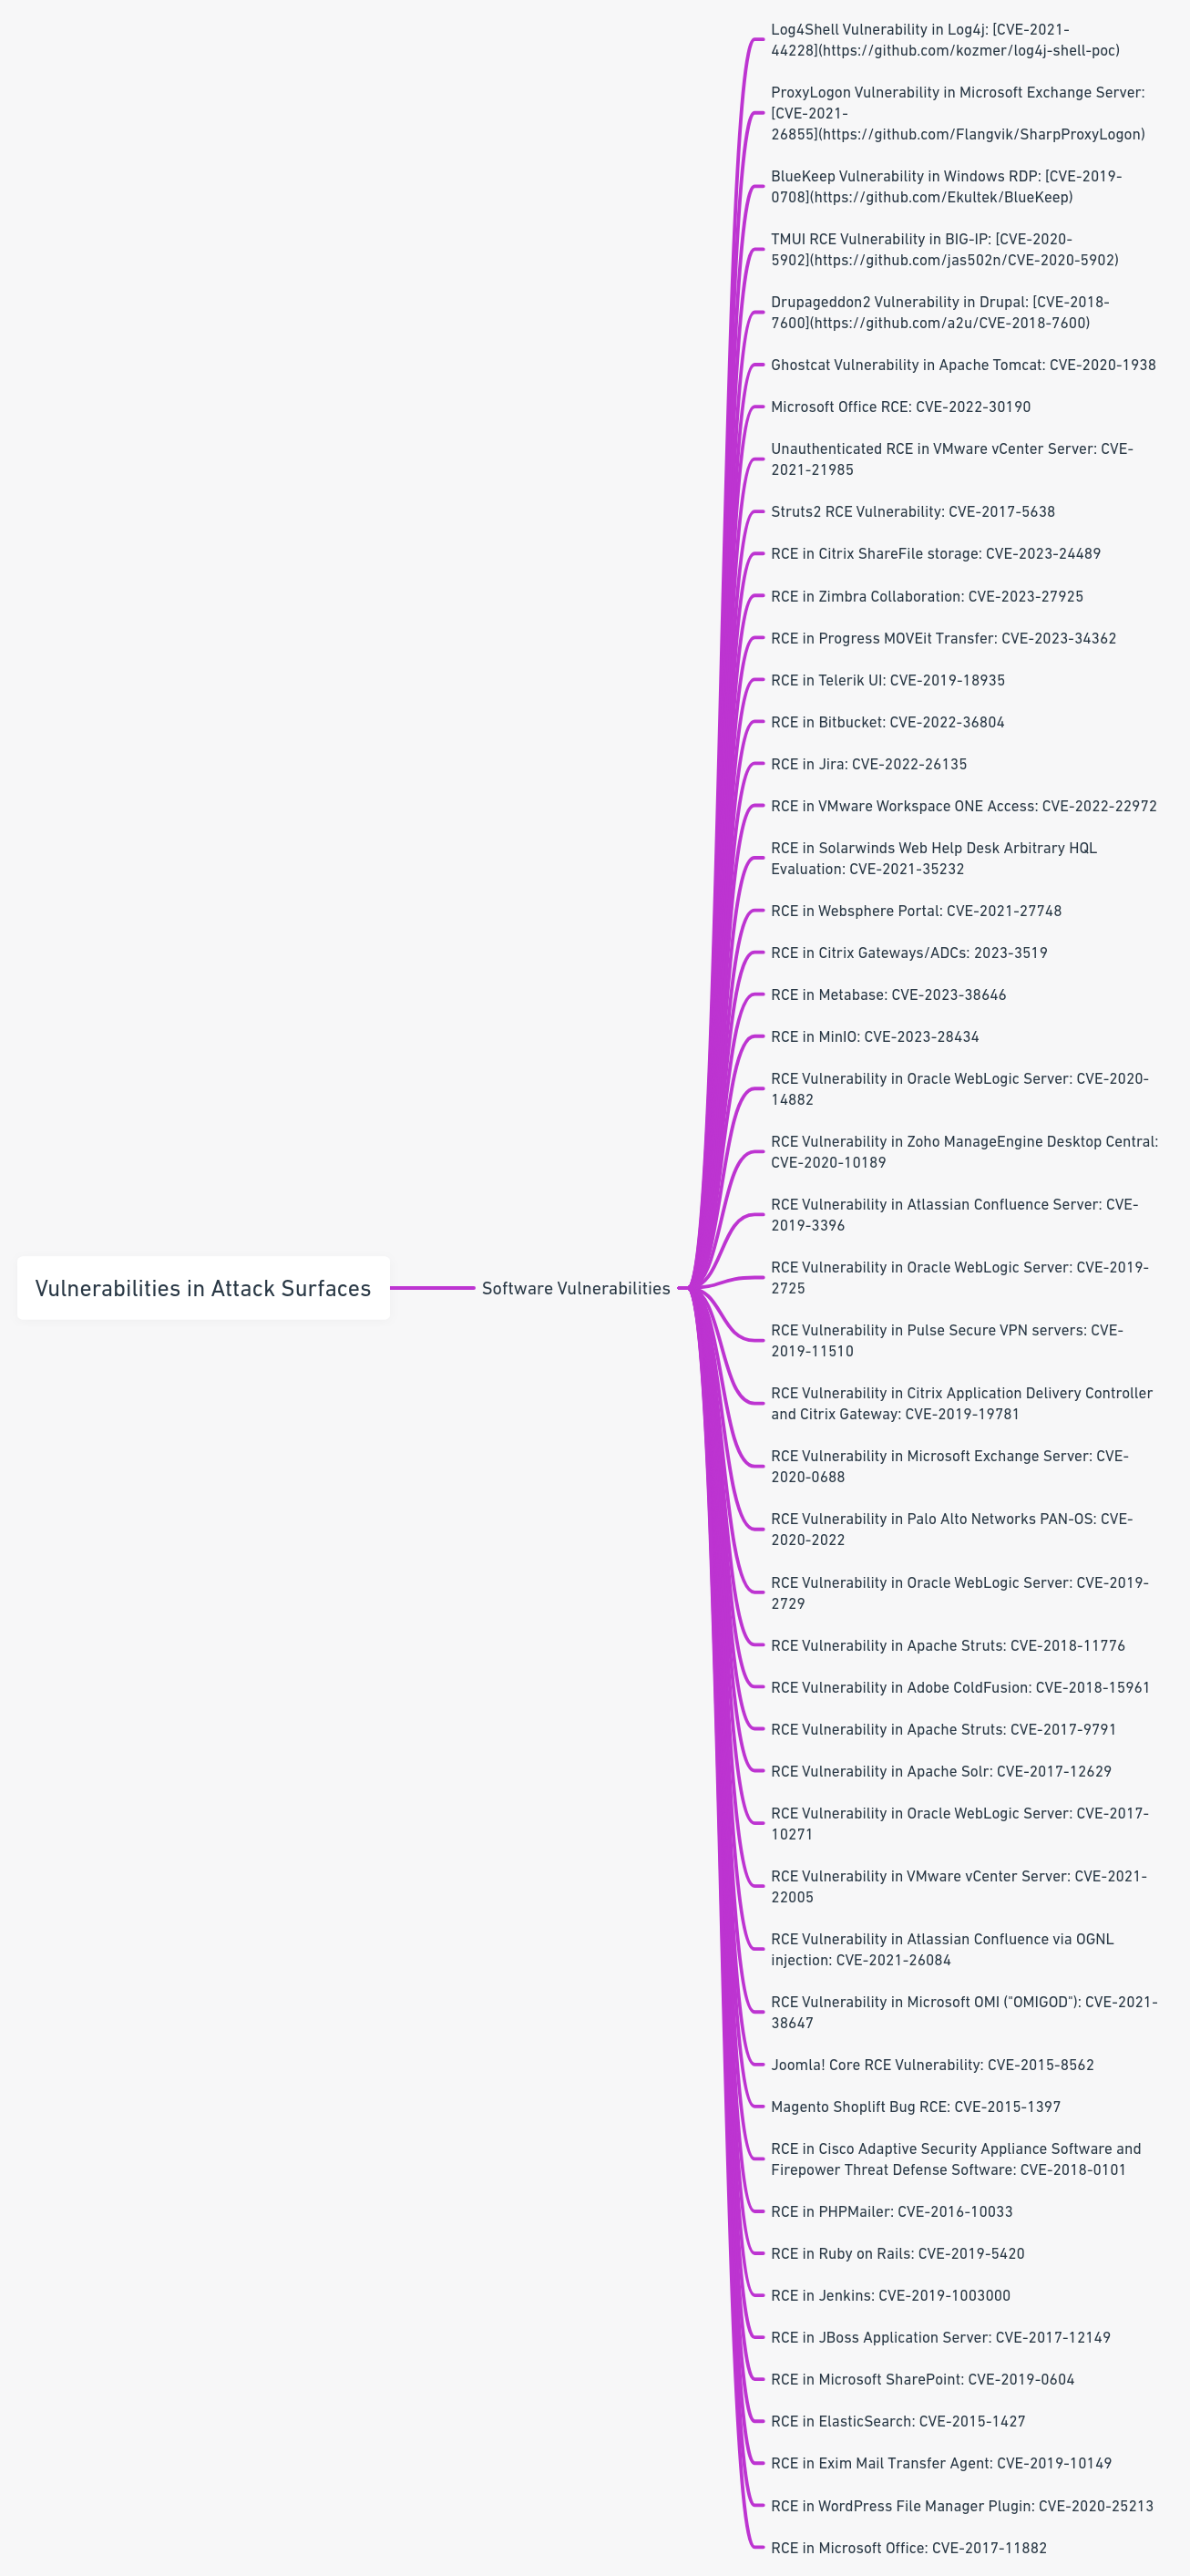 Log4Shell Vulnerability in Log4j: [CVE-2021-
44228](https://github.com/kozmer/log4j-shell-poc)
ProxyLogon Vulnerability in Microsoft Exchange Server:
[CVE-2021-
26855](https://github.com/Flangvik/SharpProxyLogon)
BlueKeep Vulnerability in Windows RDP: [CVE-2019-
0708](https://github.com/Ekultek/BlueKeep)
TMUI RCE Vulnerability in BIG-IP: [CVE-2020-
5902](https://github.com/jas502n/CVE-2020-5902)
Drupageddon2 Vulnerability in Drupal: [CVE-2018-
7600](https://github.com/a2u/CVE-2018-7600)
Ghostcat Vulnerability in Apache Tomcat: CVE-2020-1938
Microsoft Office RCE: CVE-2022-30190
Unauthenticated RCE in VMware vCenter Server: CVE-
2021-21985
Struts2 RCE Vulnerability: CVE-2017-5638
RCE in Citrix ShareFile storage: CVE-2023-24489
RCE in Zimbra Collaboration: CVE-2023-27925
RCE in Progress MOVEit Transfer: CVE-2023-34362
RCE in Telerik UI: CVE-2019-18935
RCE in Bitbucket: CVE-2022-36804
RCE in Jira: CVE-2022-26135
RCE in VMware Workspace ONE Access: CVE-2022-22972
RCE in Solarwinds Web Help Desk Arbitrary HQL
Evaluation: CVE-2021-35232
RCE in Websphere Portal: CVE-2021-27748
RCE in Citrix Gateways/ADCs: 2023-3519
RCE in Metabase: CVE-2023-38646
RCE in MinIO: CVE-2023-28434
RCE Vulnerability in Oracle WebLogic Server: CVE-2020-
14882
RCE Vulnerability in Zoho ManageEngine Desktop Central:
CVE-2020-10189
RCE Vulnerability in Atlassian Confluence Server: CVE-
2019-3396
Vulnerabilities in Attack Surfaces
Software Vulnerabilities
RCE Vulnerability in Oracle WebLogic Server: CVE-2019-
2725
RCE Vulnerability in Pulse Secure VPN servers: CVE-
2019-11510
RCE Vulnerability in Citrix Application Delivery Controller
and Citrix Gateway: CVE-2019-19781
RCE Vulnerability in Microsoft Exchange Server: CVE-
2020-0688
RCE Vulnerability in Palo Alto Networks PAN-OS: CVE-
2020-2022
RCE Vulnerability in Oracle WebLogic Server: CVE-2019-
2729
RCE Vulnerability in Apache Struts: CVE-2018-11776
RCE Vulnerability in Adobe ColdFusion: CVE-2018-15961
RCE Vulnerability in Apache Struts: CVE-2017-9791
RCE Vulnerability in Apache Solr: CVE-2017-12629
RCE Vulnerability in Oracle WebLogic Server: CVE-2017-
10271
RCE Vulnerability in VMware vCenter Server: CVE-2021-
22005
RCE Vulnerability in Atlassian Confluence via OGNL
injection: CVE-2021-26084
RCE Vulnerability in Microsoft OMI ("OMIGOD"): CVE-2021-
38647
Joomla! Core RCE Vulnerability: CVE-2015-8562
Magento Shoplift Bug RCE: CVE-2015-1397
RCE in Cisco Adaptive Security Appliance Software and
Firepower Threat Defense Software: CVE-2018-0101
RCE in PHPMailer: CVE-2016-10033
RCE in Ruby on Rails: CVE-2019-5420
RCE in Jenkins: CVE-2019-1003000
RCE in JBoss Application Server: CVE-2017-12149
RCE in Microsoft SharePoint: CVE-2019-0604
RCE in ElasticSearch: CVE-2015-1427
RCE in Exim Mail Transfer Agent: CVE-2019-10149
RCE in WordPress File Manager Plugin: CVE-2020-25213
RCE in Microsoft Office: CVE-2017-11882